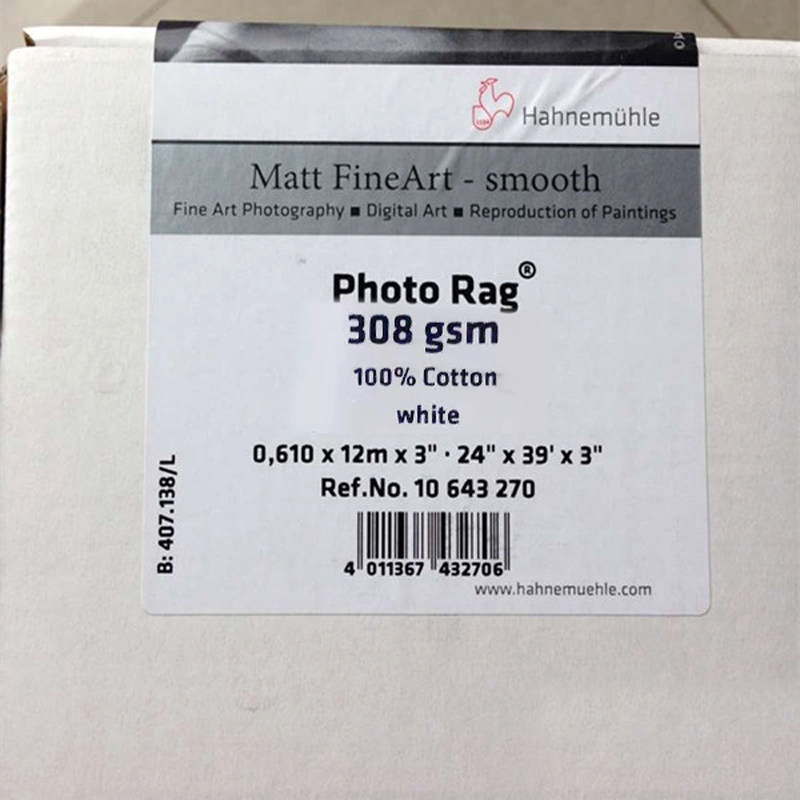 Hahnemühle
Matt FineArt - smooth
Fine Art Photography ■ Digital Art ■ Reproduction of Paintings
Photo Rag®
308 gsm
100% Cotton
white
0,610 x 12m x 3" · 24" x 39' x 3"
Ref.No. 10 643 270
B: 407.138/L
4 011367 432706
www.hahnemuehle.com